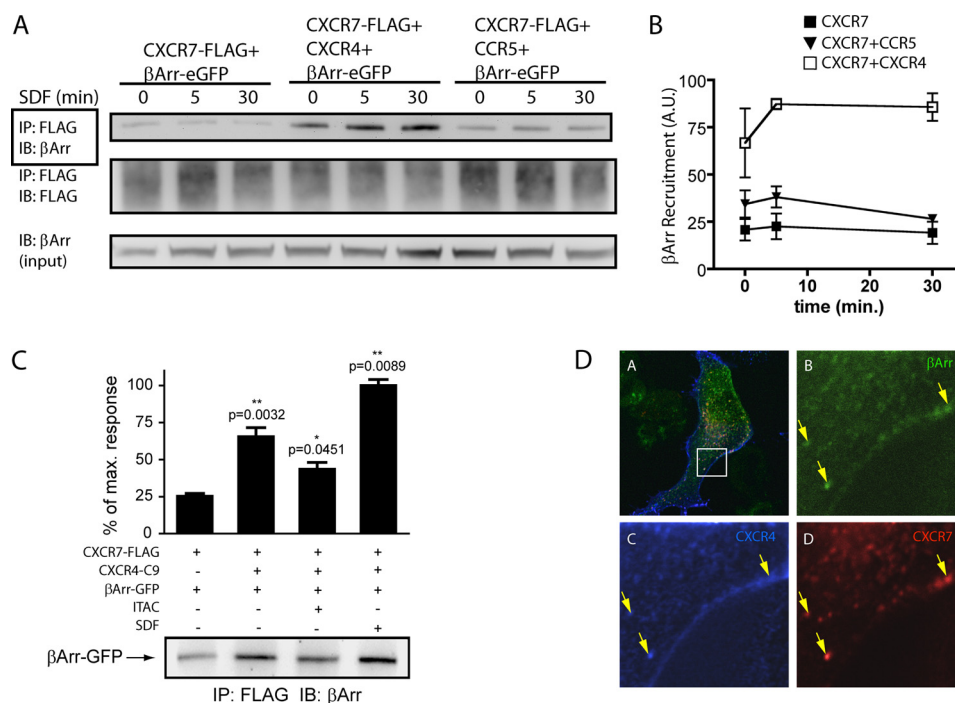 A
CXCR7-FLAG+
βArr-eGFP
CXCR7-FLAG+
CXCR4+
βArr-eGFP
CXCR7-FLAG+
CCR5+
βArr-eGFP
SDF (min) 0 5 30 0 5 30 0 5 30
IP: FLAG
IB: βArr
IP: FLAG
IB: FLAG
IB: βArr
(input)
B
CXCR7
CXCR7+CCR5
CXCR7+CXCR4
βArr Recruitment (A.U.)
100
75
50
25
0
0 10 20 30
time (min.)
C
% of max. response
100
75
50
25
0
**
p=0.0032
*
p=0.0451
**
p=0.0089
CXCR7-FLAG + + + +
CXCR4-C9 - + + +
βArr-GFP + + + +
ITAC - - + -
SDF - - - +
βArr-GFP
IP: FLAG IB: βArr
D
A
B βArr
C CXCR4
D CXCR7